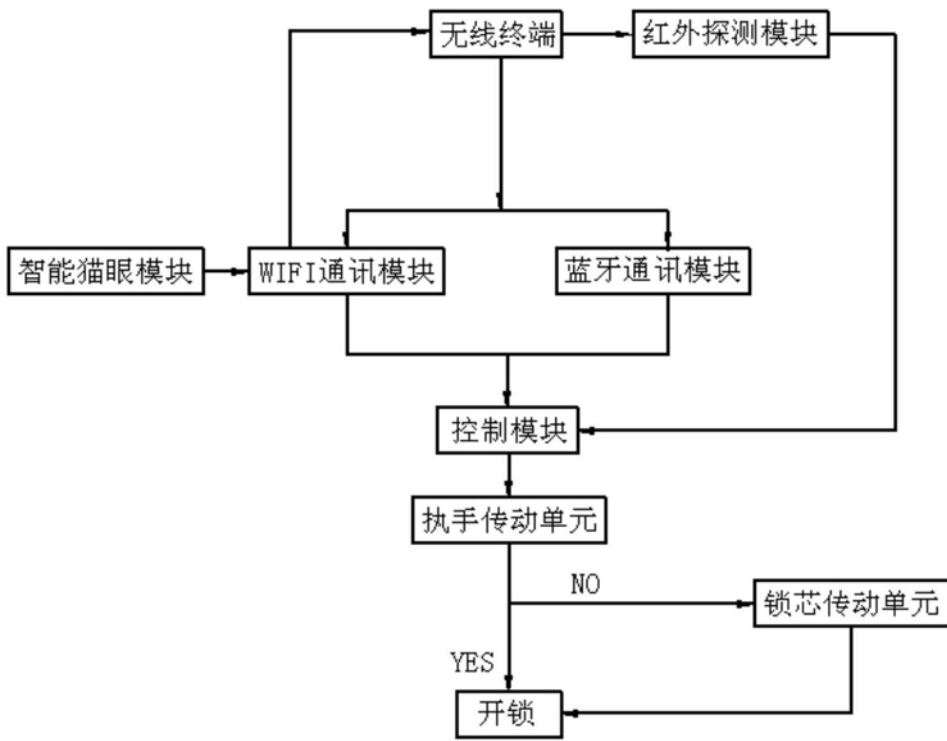 无线终端
红外探测模块
智能猫眼模块
WIFI通讯模块
蓝牙通讯模块
控制模块
执手传动单元
NO
锁芯传动单元
YES
开锁